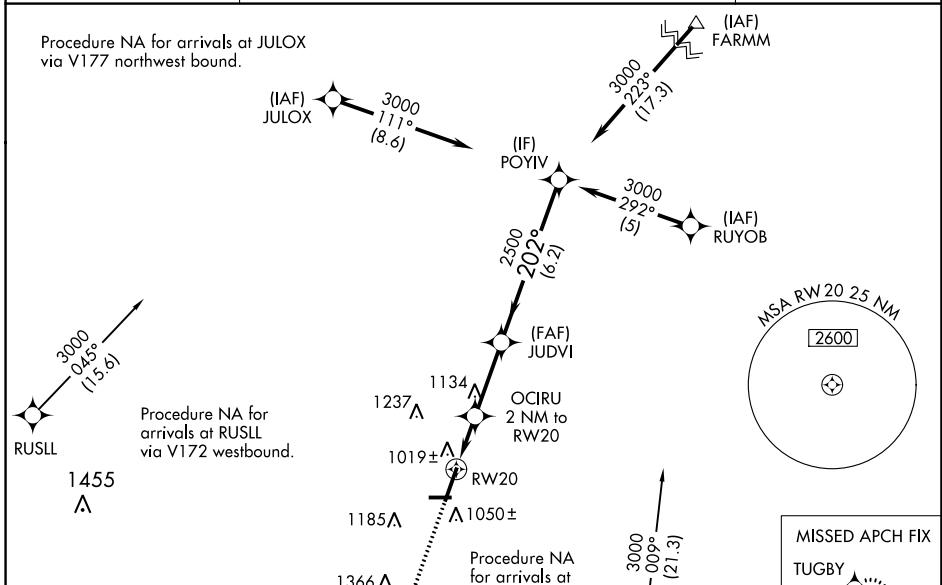 Procedure NA for arrivals at JULOX
via V177 northwest bound.
(IAF)
FARMM
3000
223°
(17.3)
(IAF)
JULOX
3000
111°
(8.6)
(IF)
POYIV
3000
292°
(5)
(IAF)
RUYOB
2500
202°
(6.2)
MSA RW20 25 NM
2600
3000
045°
(15.6)
RUSLL
(FAF)
JUDVI
1134
1237
OCIRU
2 NM to
RW20
Procedure NA for
arrivals at RUSLL
via V172 westbound.
1019±
RW20
1455
1185
1050±
3000
009°
(21.3)
Procedure NA
for arrivals at
1366
MISSED APCH FIX
TUGBY